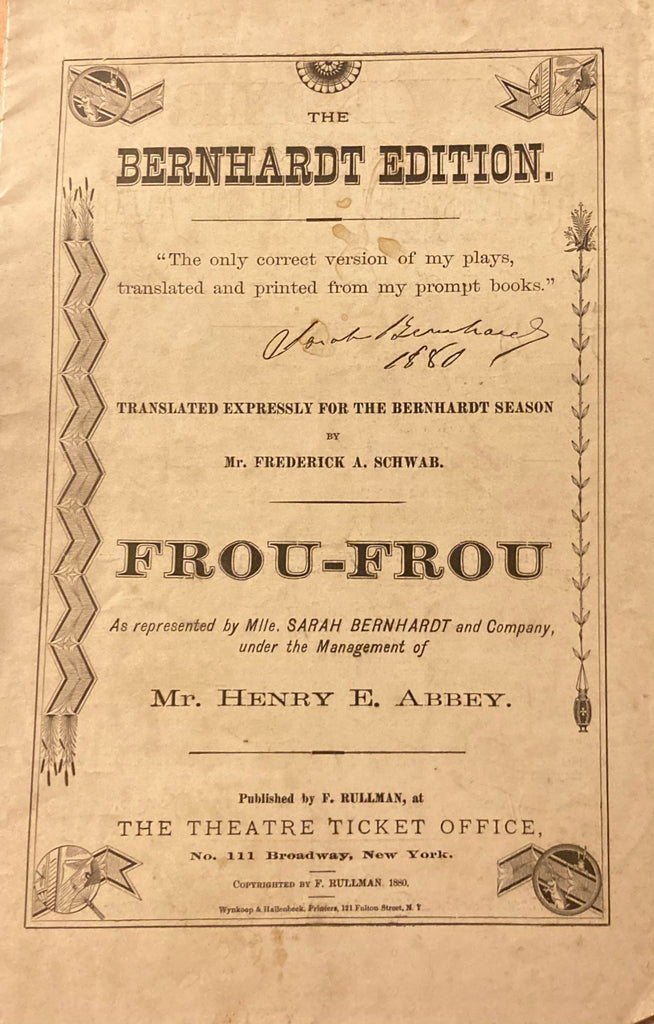 THE
BERNHARDT EDITION.
“The only correct version of my plays,
translated and printed from my prompt books.”
Sarah Bernhardt
1880
TRANSLATED EXPRESSLY FOR THE BERNHARDT SEASON
BY
Mr. FREDERICK A. SCHWAB.
FROU-FROU
As represented by Mlle. SARAH BERNHARDT and Company,
under the Management of
Mr. HENRY E. ABBEY.
Published by F. RULLMAN, at
THE THEATRE TICKET OFFICE,
No. 111 Broadway, New York.
COPYRIGHTED BY F. RULLMAN, 1880.
Wynkoop & Hallenbeck, Printers, 121 Fulton Street, N. Y